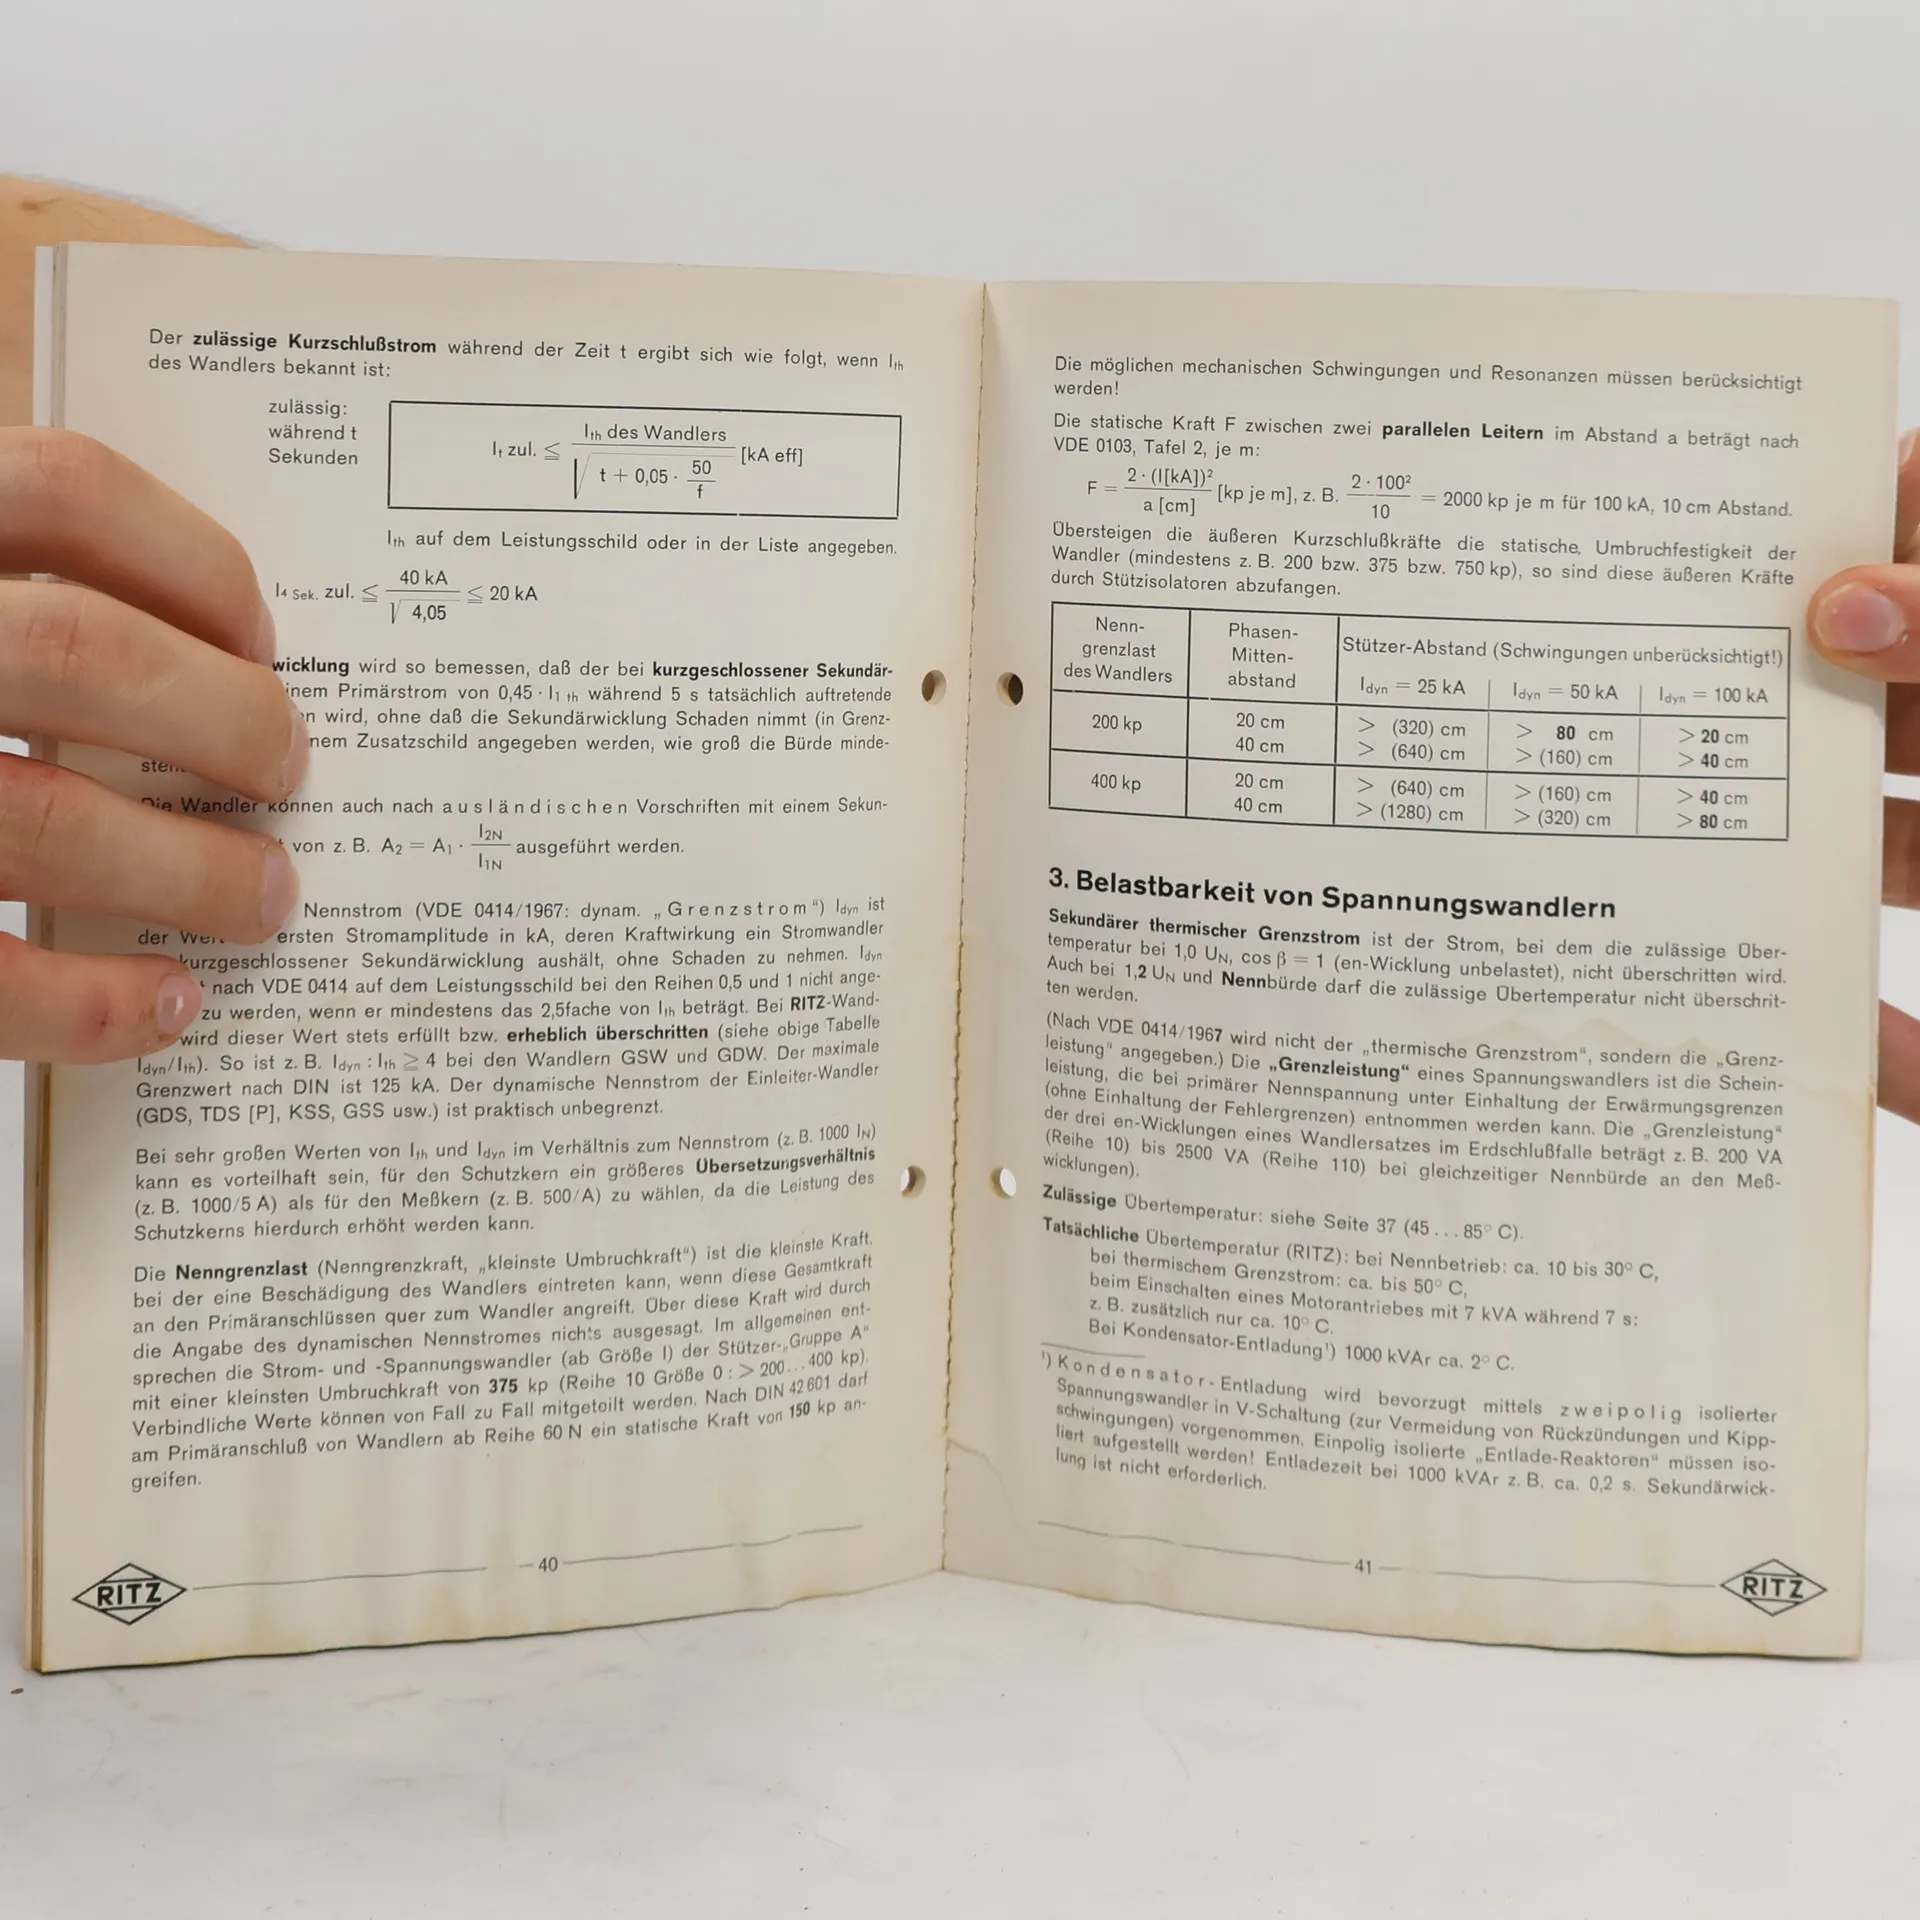 Der zulässige Kurzschlußstrom während der Zeit t ergibt sich wie folgt, wenn Ith
des Wandlers bekannt ist:
zulässig:
während t
Sekunden
It zul. ≦ Ith des Wandlers / √ t + 0,05 · 50/f [kA eff]
Ith auf dem Leistungsschild oder in der Liste angegeben.
I4 Sek. zul. ≦ 40 kA / √ 4,05 ≦ 20 kA
wicklung wird so bemessen, daß der bei kurzgeschlossener Sekundär-
inem Primärstrom von 0,45 · I1 th während 5 s tatsächlich auftretende
n wird, ohne daß die Sekundärwicklung Schaden nimmt (in Grenz-
nem Zusatzschild angegeben werden, wie groß die Bürde minde-
Die Wandler können auch nach ausländischen Vorschriften mit einem Sekun-
von z. B. A2 = A1 · I2N/I1N ausgeführt werden.
Nennstrom (VDE 0414/1967: dynam. „Grenzstrom“) Idyn ist
der ersten Stromamplitude in kA, deren Kraftwirkung ein Stromwandler
kurzgeschlossener Sekundärwicklung aushält, ohne Schaden zu nehmen. Idyn
nach VDE 0414 auf dem Leistungsschild bei den Reihen 0,5 und 1 nicht ange-
zu werden, wenn er mindestens das 2,5fache von Ith beträgt. Bei RITZ-Wand-
wird dieser Wert stets erfüllt bzw. erheblich überschritten (siehe obige Tabelle
Idyn/Ith). So ist z. B. Idyn : Ith ≧ 4 bei den Wandlern GSW und GDW. Der maximale
Grenzwert nach DIN ist 125 kA. Der dynamische Nennstrom der Einleiter-Wandler
(GDS, TDS [P], KSS, GSS usw.) ist praktisch unbegrenzt.
Bei sehr großen Werten von Ith und Idyn im Verhältnis zum Nennstrom (z. B. 1000 IN)
kann es vorteilhaft sein, für den Schutzkern ein größeres Übersetzungsverhältnis
(z. B. 1000/5 A) als für den Meßkern (z. B. 500/A) zu wählen, da die Leistung des
Schutzkerns hierdurch erhöht werden kann.
Die Nenngrenzlast (Nenngrenzkraft, „kleinste Umbruchkraft“) ist die kleinste Kraft,
bei der eine Beschädigung des Wandlers eintreten kann, wenn diese Gesamtkraft
an den Primäranschlüssen quer zum Wandler angreift. Über diese Kraft wird durch
die Angabe des dynamischen Nennstromes nichts ausgesagt. Im allgemeinen ent-
sprechen die Strom- und -Spannungswandler (ab Größe I) der Stützer-„Gruppe A“
mit einer kleinsten Umbruchkraft von 375 kp (Reihe 10 Größe 0 : > 200 . . . 400 kp).
Verbindliche Werte können von Fall zu Fall mitgeteilt werden. Nach DIN 42 601 darf
am Primäranschluß von Wandlern ab Reihe 60 N ein statische Kraft von 150 kp an-
greifen.
RITZ
— 40 —
Die möglichen mechanischen Schwingungen und Resonanzen müssen berücksichtigt
werden!
Die statische Kraft F zwischen zwei parallelen Leitern im Abstand a beträgt nach
VDE 0103, Tafel 2, je m:
F = 2 · (I[kA])² / a [cm] [kp je m], z. B. 2 · 100² / 10 = 2000 kp je m für 100 kA, 10 cm Abstand.
Übersteigen die äußeren Kurzschlußkräfte die statische Umbruchfestigkeit der
Wandler (mindestens z. B. 200 bzw. 375 bzw. 750 kp), so sind diese äußeren Kräfte
durch Stützisolatoren abzufangen.
Nenn-
grenzlast
des Wandlers
Phasen-
Mitten-
abstand
Stützer-Abstand (Schwingungen unberücksichtigt!)
Idyn = 25 kA | Idyn = 50 kA | Idyn = 100 kA
200 kp 20 cm > (320) cm > 80 cm > 20 cm
40 cm > (640) cm > (160) cm > 40 cm
400 kp 20 cm > (640) cm > (160) cm > 40 cm
40 cm > (1280) cm > (320) cm > 80 cm
3. Belastbarkeit von Spannungswandlern
Sekundärer thermischer Grenzstrom ist der Strom, bei dem die zulässige Über-
temperatur bei 1,0 UN, cos β = 1 (en-Wicklung unbelastet), nicht überschritten wird.
Auch bei 1,2 UN und Nennbürde darf die zulässige Übertemperatur nicht überschrit-
ten werden.
(Nach VDE 0414/1967 wird nicht der „thermische Grenzstrom“, sondern die „Grenz-
leistung“ angegeben.) Die „Grenzleistung“ eines Spannungswandlers ist die Schein-
leistung, die bei primärer Nennspannung unter Einhaltung der Erwärmungsgrenzen
(ohne Einhaltung der Fehlergrenzen) entnommen werden kann. Die „Grenzleistung“
der drei en-Wicklungen eines Wandlersatzes im Erdschlußfalle beträgt z. B. 200 VA
(Reihe 10) bis 2500 VA (Reihe 110) bei gleichzeitiger Nennbürde an den Meß-
wicklungen).
Zulässige Übertemperatur: siehe Seite 37 (45 . . . 85° C).
Tatsächliche Übertemperatur (RITZ): bei Nennbetrieb: ca. 10 bis 30° C,
bei thermischem Grenzstrom: ca. bis 50° C,
beim Einschalten eines Motorantriebes mit 7 kVA während 7 s:
z. B. zusätzlich nur ca. 10° C.
Bei Kondensator-Entladung¹) 1000 kVAr ca. 2° C.
¹) Kondensator-Entladung wird bevorzugt mittels zweipolig isolierter
Spannungswandler in V-Schaltung (zur Vermeidung von Rückzündungen und Kipp-
schwingungen) vorgenommen. Einpolig isolierte „Entlade-Reaktoren“ müssen iso-
liert aufgestellt werden! Entladezeit bei 1000 kVAr z. B. ca. 0,2 s. Sekundärwick-
lung ist nicht erforderlich.
— 41 —
RITZ